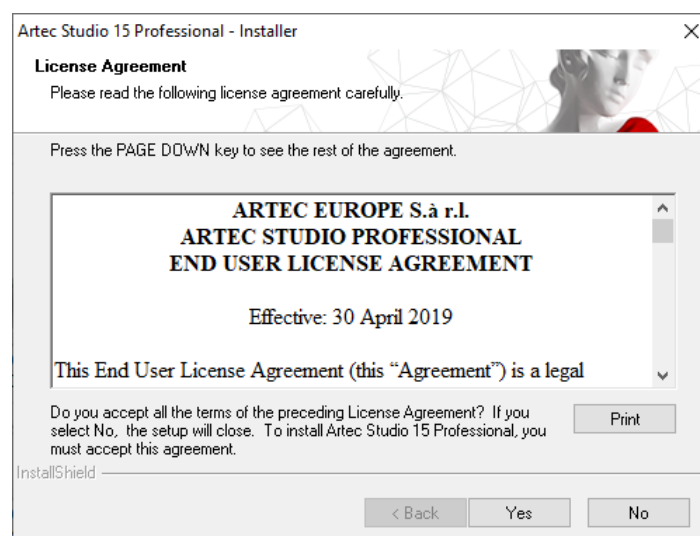 Artec Studio 15 Professional - Installer
License Agreement
Please read the following license agreement carefully.
Press the PAGE DOWN key to see the rest of the agreement.
ARTEC EUROPE S.à r.l.
ARTEC STUDIO PROFESSIONAL
END USER LICENSE AGREEMENT
Effective: 30 April 2019
This End User License Agreement (this “Agreement”) is a legal
Do you accept all the terms of the preceding License Agreement? If you
select No, the setup will close. To install Artec Studio 15 Professional, you
must accept this agreement.
Print
InstallShield
< Back Yes No